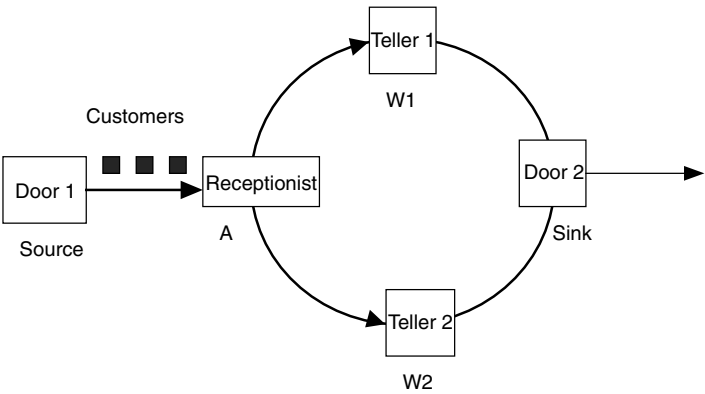 Teller 1
W1
Customers
Door 1
Receptionist
Door 2
Source
A
Sink
Teller 2
W2